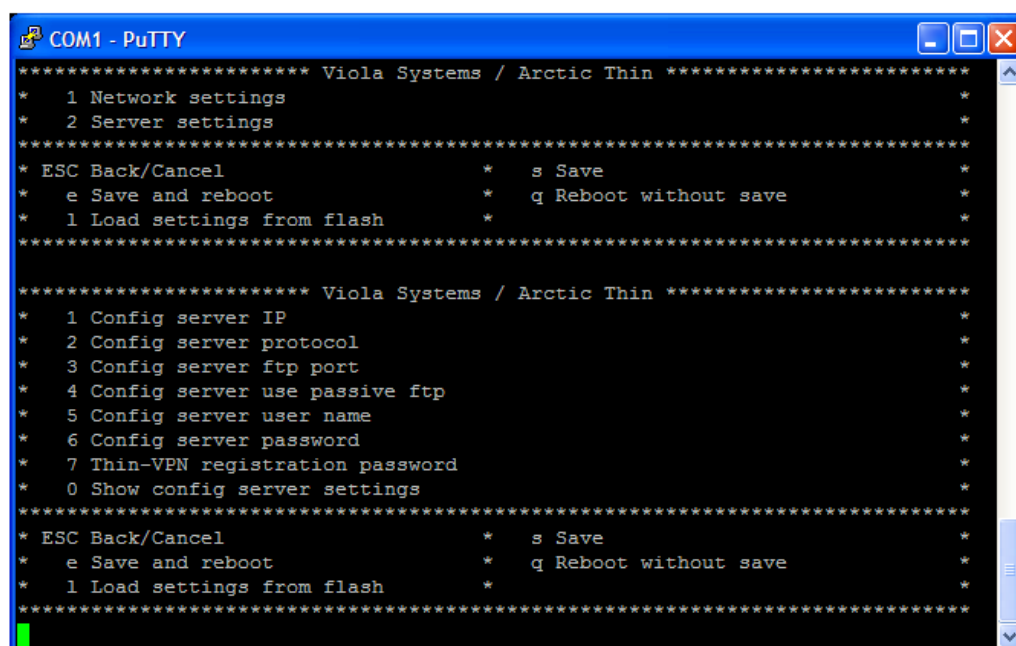 COM1 - PuTTY
************************ Viola Systems / Arctic Thin *************************
*   1 Network settings                                                       *
*   2 Server settings                                                        *
******************************************************************************
* ESC Back/Cancel                     *   s Save                             *
*   e Save and reboot                 *   q Reboot without save              *
*   l Load settings from flash        *                                      *
******************************************************************************
************************ Viola Systems / Arctic Thin *************************
*   1 Config server IP                                                       *
*   2 Config server protocol                                                 *
*   3 Config server ftp port                                                 *
*   4 Config server use passive ftp                                          *
*   5 Config server user name                                                *
*   6 Config server password                                                 *
*   7 Thin-VPN registration password                                         *
*   0 Show config server settings                                            *
******************************************************************************
* ESC Back/Cancel                     *   s Save                             *
*   e Save and reboot                 *   q Reboot without save              *
*   l Load settings from flash        *                                      *
******************************************************************************